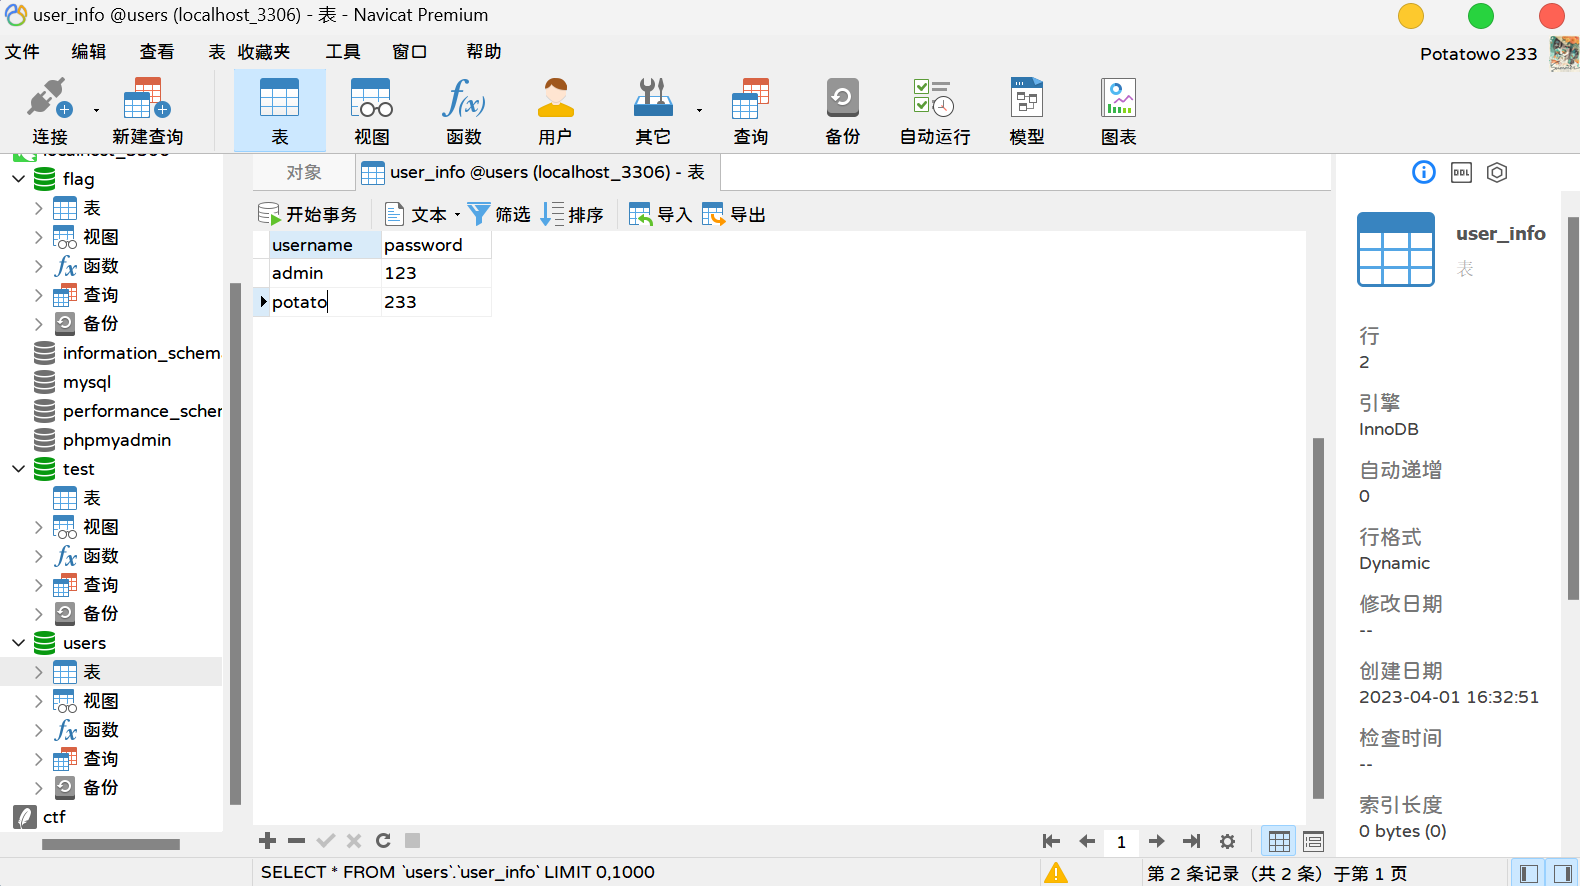 user_info @users (localhost_3306) - 表 - Navicat Premium
文件 编辑 查看 表 收藏夹 工具 窗口 帮助
Potatowo 233
连接 新建查询 表 视图 函数 用户 其它 查询 备份 自动运行 模型 图表
localhost_3306
flag
表
视图
函数
查询
备份
information_schem
mysql
performance_scher
phpmyadmin
test
表
视图
函数
查询
备份
users
表
视图
函数
查询
备份
ctf
对象 user_info @users (localhost_3306) - 表
开始事务 文本 筛选 排序 导入 导出
username password
admin 123
potato 233
1
SELECT * FROM `users`.`user_info` LIMIT 0,1000
第 2 条记录（共 2 条）于第 1 页
DDL
user_info
表
行
2
引擎
InnoDB
自动递增
0
行格式
Dynamic
修改日期
--
创建日期
2023-04-01 16:32:51
检查时间
--
索引长度
0 bytes (0)